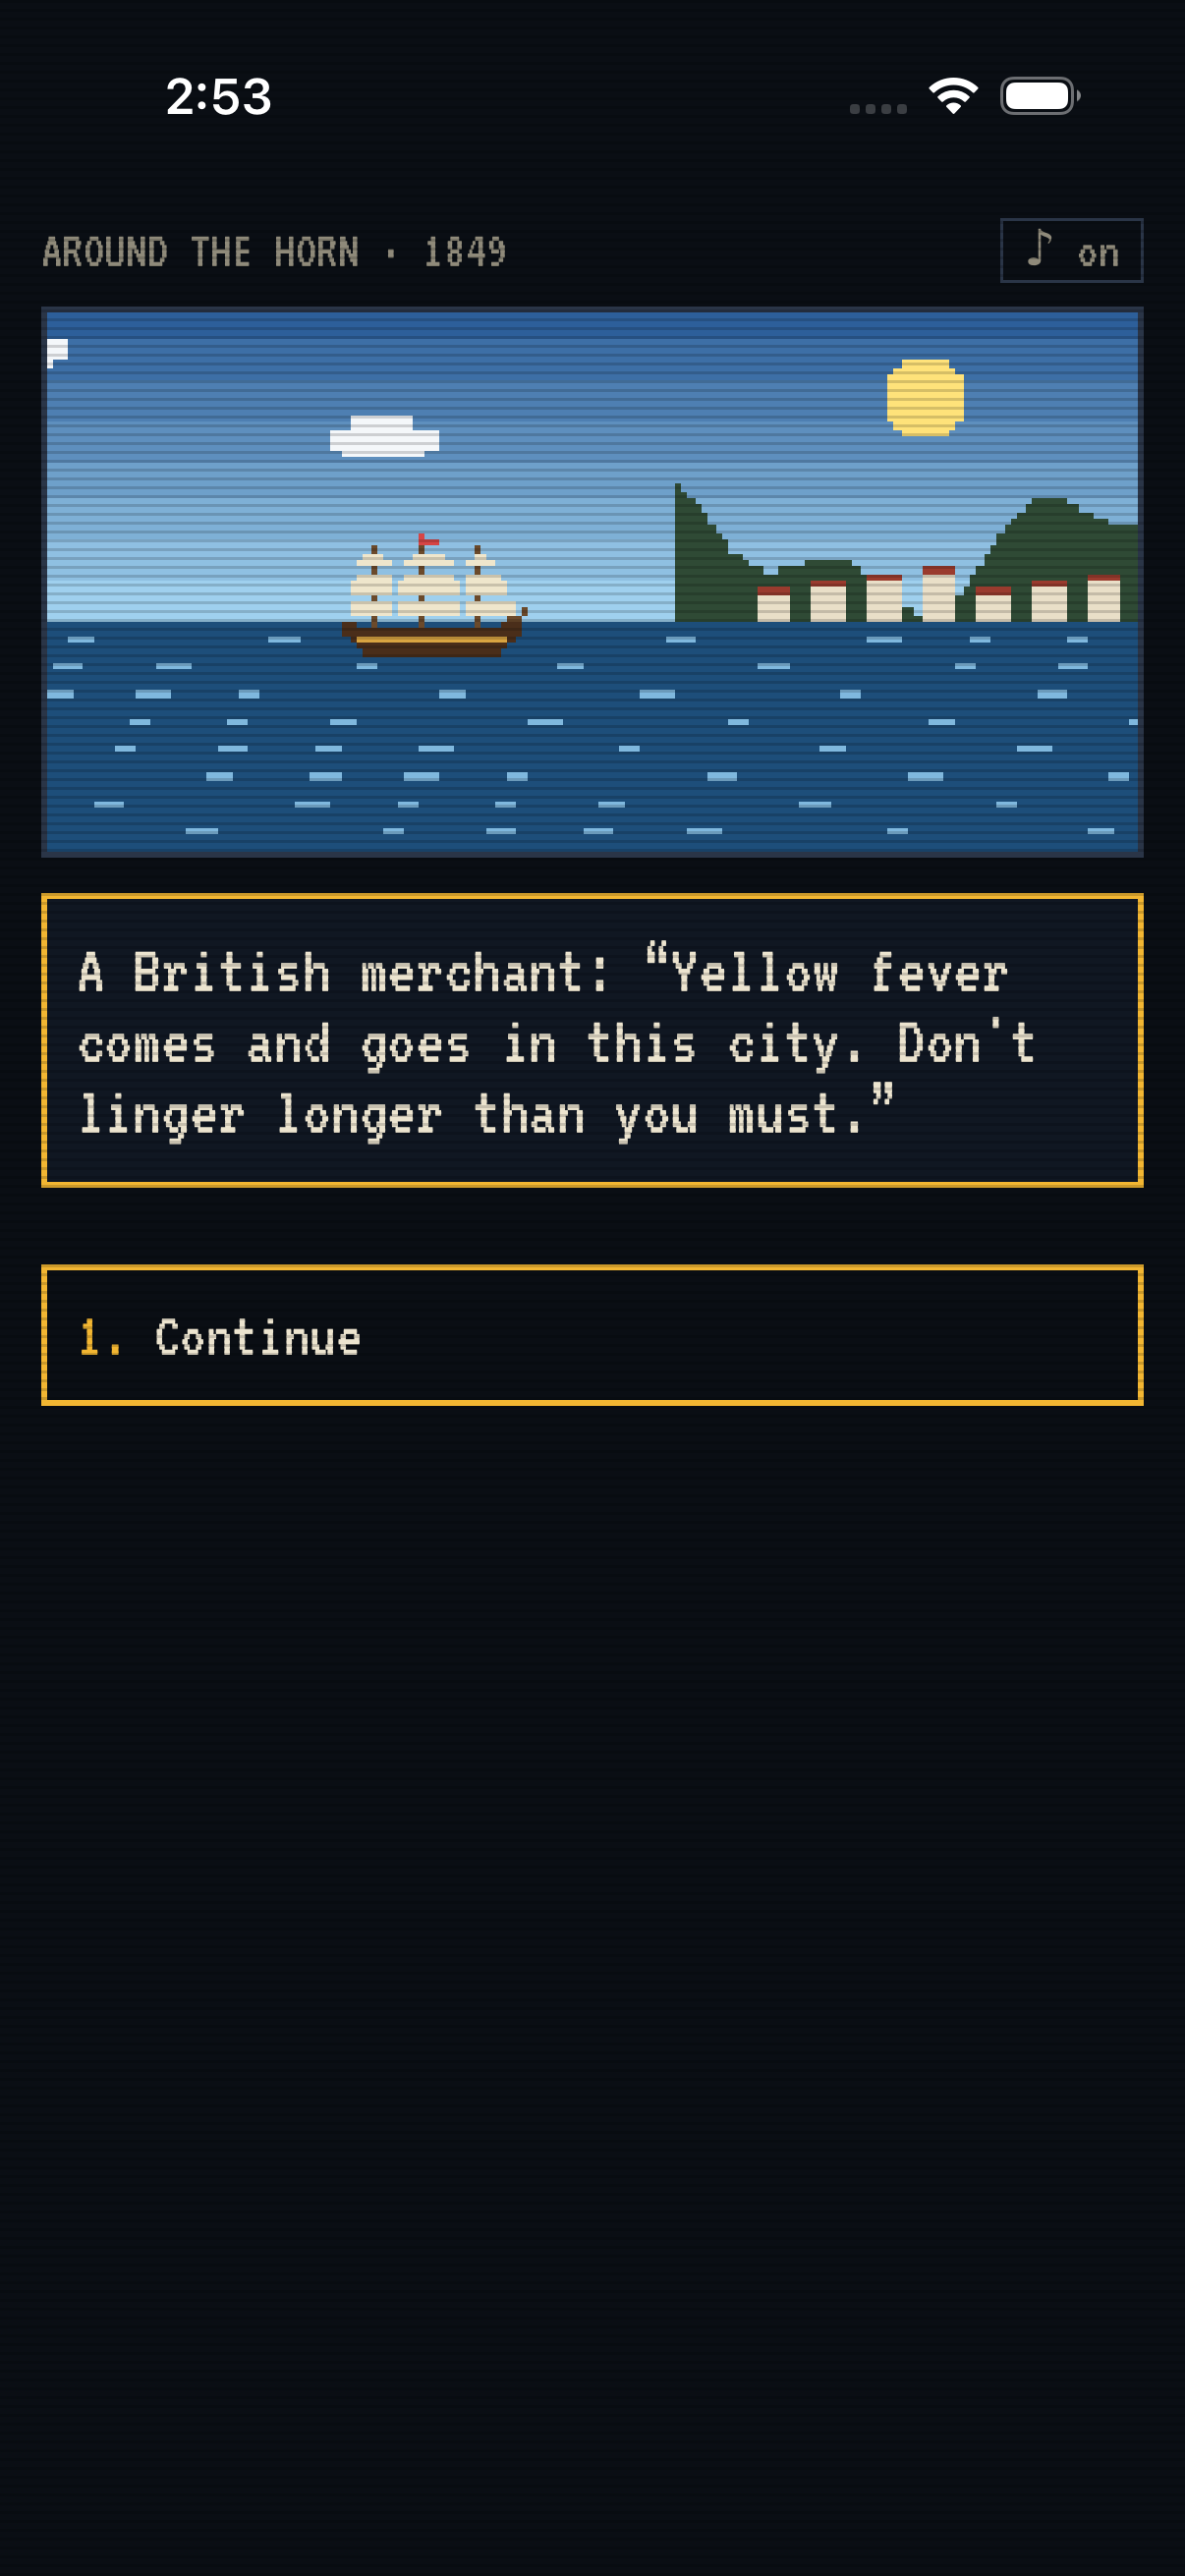 2:53
AROUND THE HORN · 1849
♪ on
A British merchant: “Yellow fever
comes and goes in this city. Don't
linger longer than you must.”
1. Continue